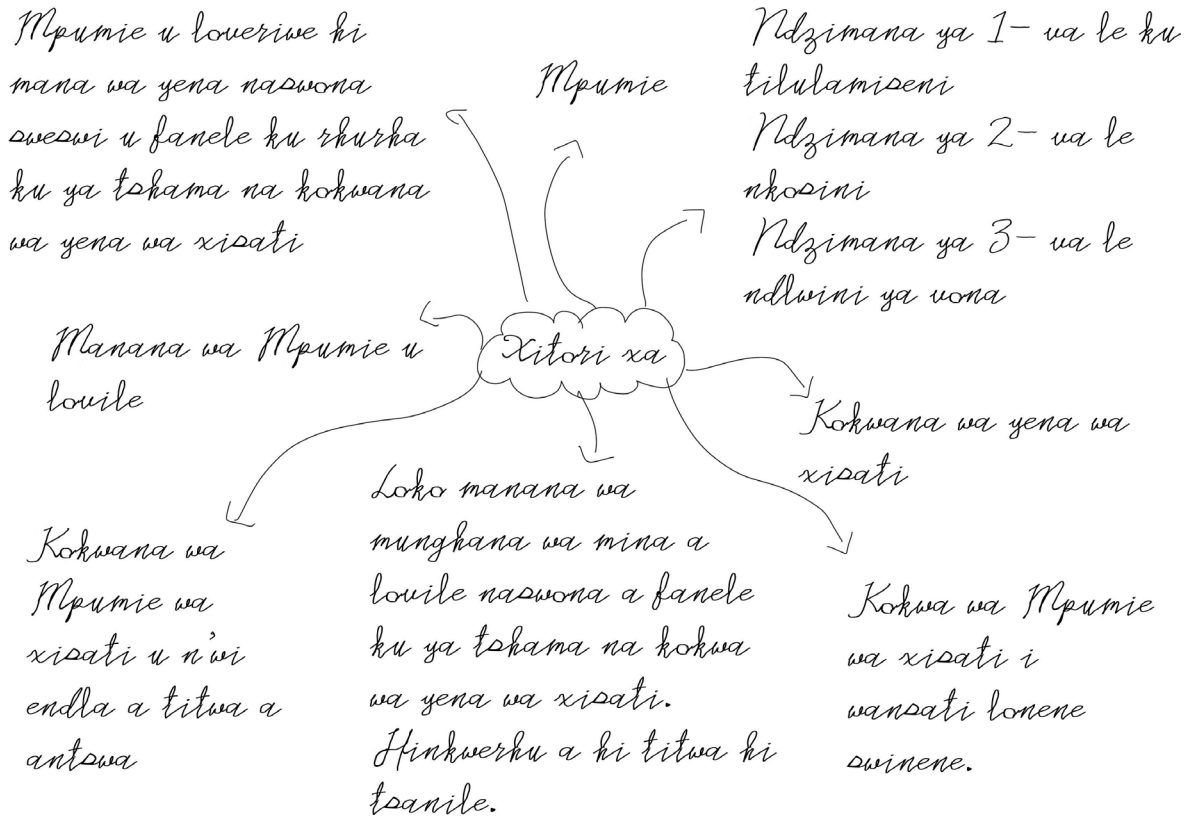 Mpumie u loveriwe hi
mana wa yena naswona
sweswi u fanele ku rhurha
ku ya tshama na kokwana
wa yena wa xisati
Mpumie
Ndzimana ya 1- va le ku
tilulamiseni
Ndzimana ya 2- va le
nkosini
Ndzimana ya 3- va le
ndlwini ya vona
Manana wa Mpumie u
lovile
Xitori xa
Kokwana wa yena wa
xisati
Kokwana wa
Mpumie wa
xisati u n'wi
endla a titwa a
antswa
Loko manana wa
munghana wa mina a
lovile naswona a fanele
ku ya tshama na kokwa
wa yena wa xisati.
Hinkwerhu a hi titwa hi
tsanile.
Kokwa wa Mpumie
wa xisati i
wansati lonene
swinene.